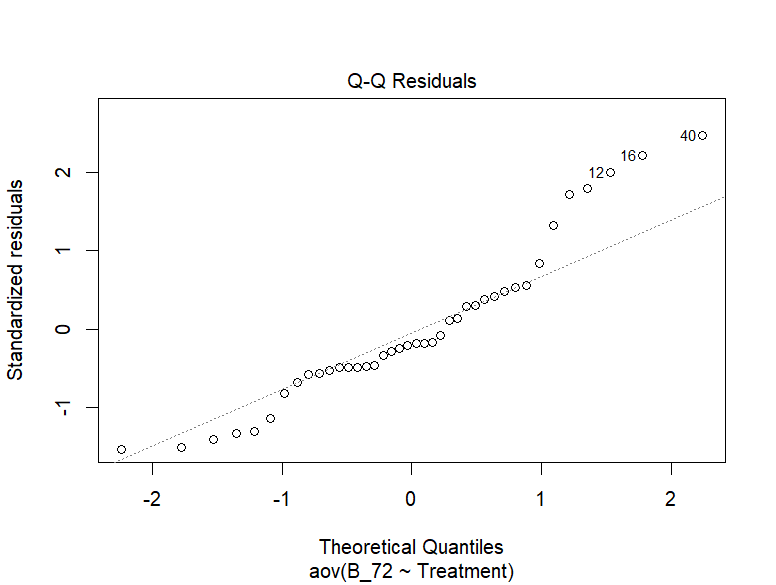 Q-Q Residuals
40
16
12
2
1
0
-1
Standardized residuals
-2 -1 0 1 2
Theoretical Quantiles
aov(B_72 ~ Treatment)